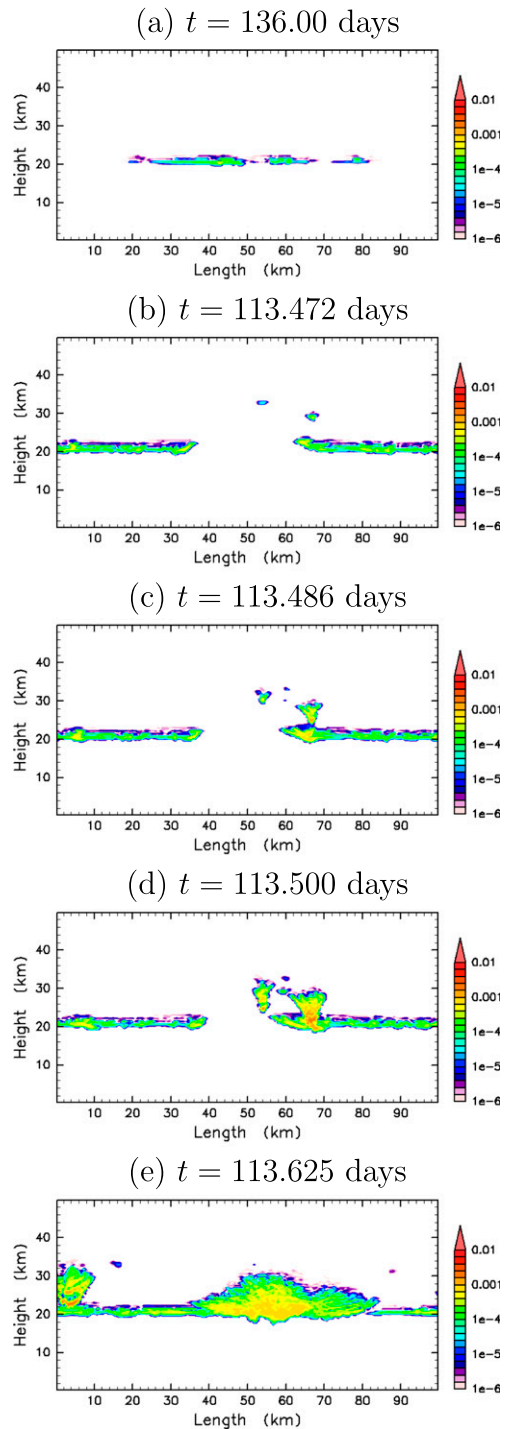 (a) t = 136.00 days
Height (km)
40
30
20
10
10 20 30 40 50 60 70 80 90
Length (km)
0.01
0.001
1e-4
1e-5
1e-6
(b) t = 113.472 days
Height (km)
40
30
20
10
10 20 30 40 50 60 70 80 90
Length (km)
0.01
0.001
1e-4
1e-5
1e-6
(c) t = 113.486 days
Height (km)
40
30
20
10
10 20 30 40 50 60 70 80 90
Length (km)
0.01
0.001
1e-4
1e-5
1e-6
(d) t = 113.500 days
Height (km)
40
30
20
10
10 20 30 40 50 60 70 80 90
Length (km)
0.01
0.001
1e-4
1e-5
1e-6
(e) t = 113.625 days
Height (km)
40
30
20
10
10 20 30 40 50 60 70 80 90
Length (km)
0.01
0.001
1e-4
1e-5
1e-6